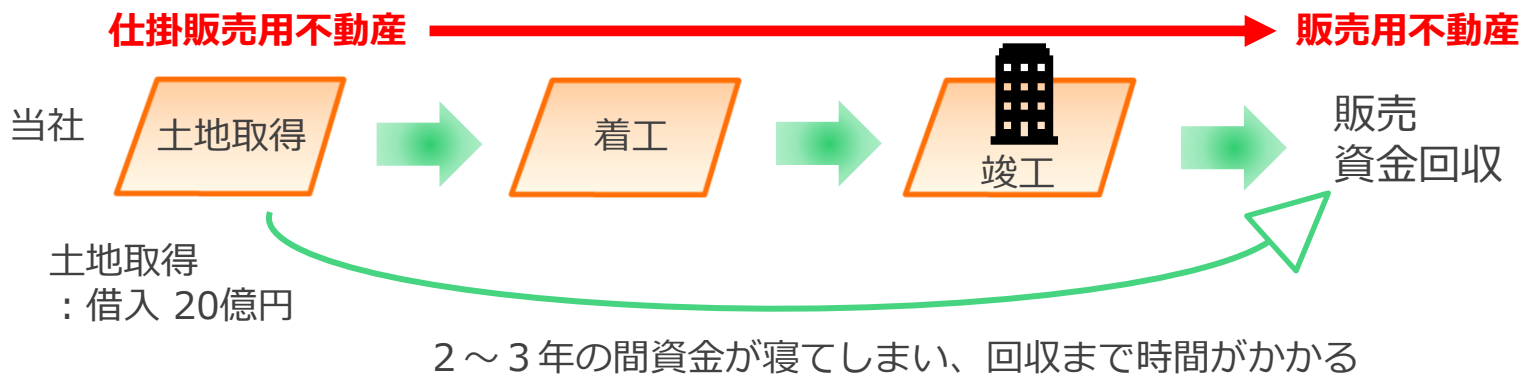 仕掛販売用不動産
販売用不動産
当社
土地取得
着工
竣工
販売
資金回収
土地取得
：借入 20億円
２～３年の間資金が寝てしまい、回収まで時間がかかる